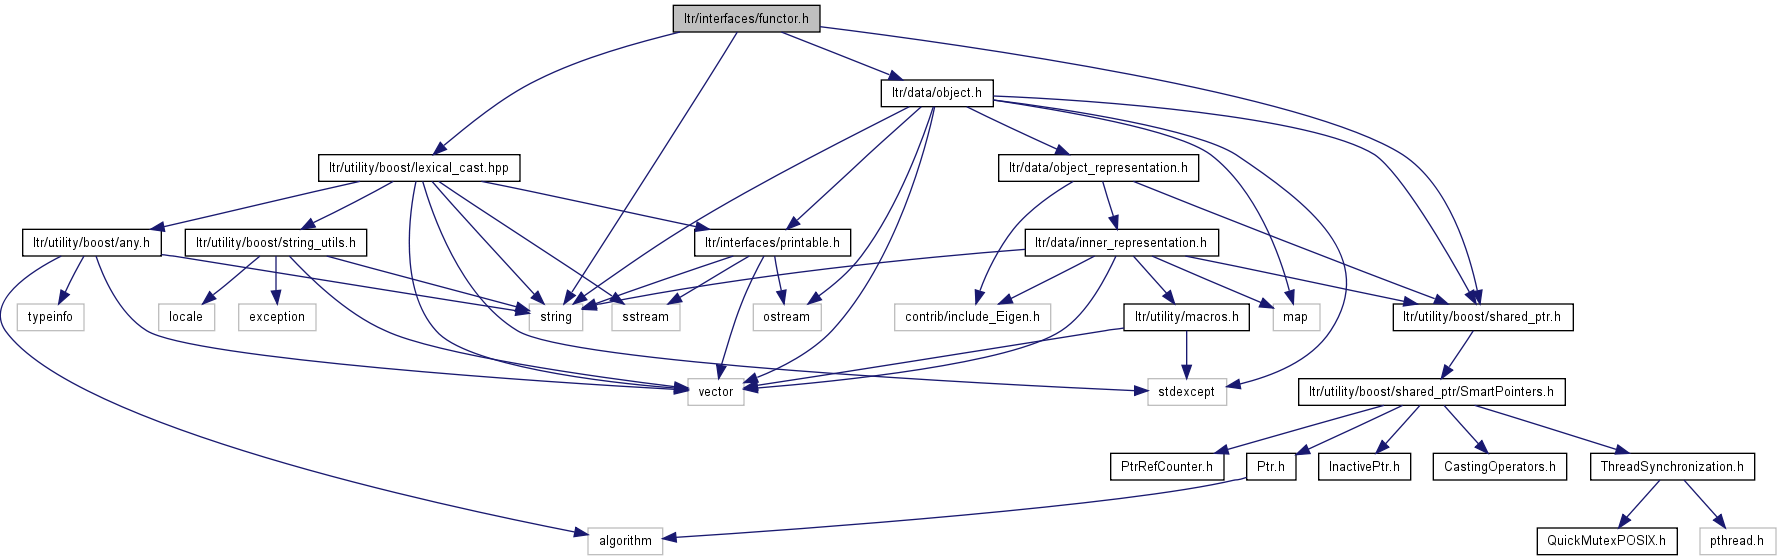 ltr/interfaces/functor.h
ltr/data/object.h
ltr/utility/boost/lexical_cast.hpp
ltr/data/object_representation.h
ltr/utility/boost/any.h
ltr/utility/boost/string_utils.h
ltr/interfaces/printable.h
ltr/data/inner_representation.h
typeinfo
locale
exception
string
sstream
ostream
contrib/include_Eigen.h
ltr/utility/macros.h
map
ltr/utility/boost/shared_ptr.h
vector
stdexcept
ltr/utility/boost/shared_ptr/SmartPointers.h
PtrRefCounter.h
Ptr.h
InactivePtr.h
CastingOperators.h
ThreadSynchronization.h
algorithm
QuickMutexPOSIX.h
pthread.h